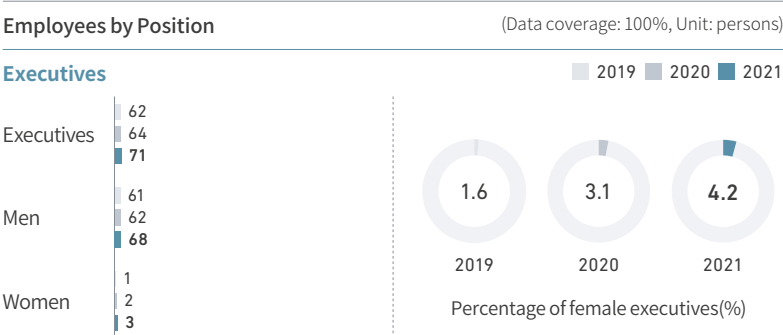 Employees by Position (Data coverage: 100%, Unit: persons)
Executives 2019 2020 2021
62
Executives 64
71
61
Men 62
68
1
Women 2
3
1.6 3.1 4.2
2019 2020 2021
Percentage of female executives(%)